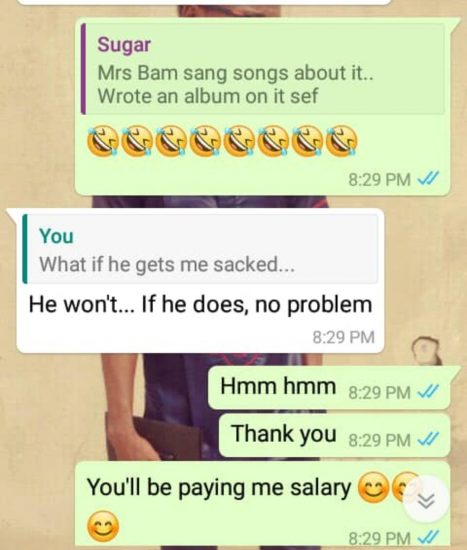 Sugar
Mrs Bam sang songs about it..
Wrote an album on it sef
🤣🤣🤣🤣🤣🤣🤣🤣
8:29 PM
You
What if he gets me sacked...
He won't... If he does, no problem
8:29 PM
Hmm hmm 8:29 PM
Thank you 8:29 PM
You'll be paying me salary 😊😊
😊
8:29 PM